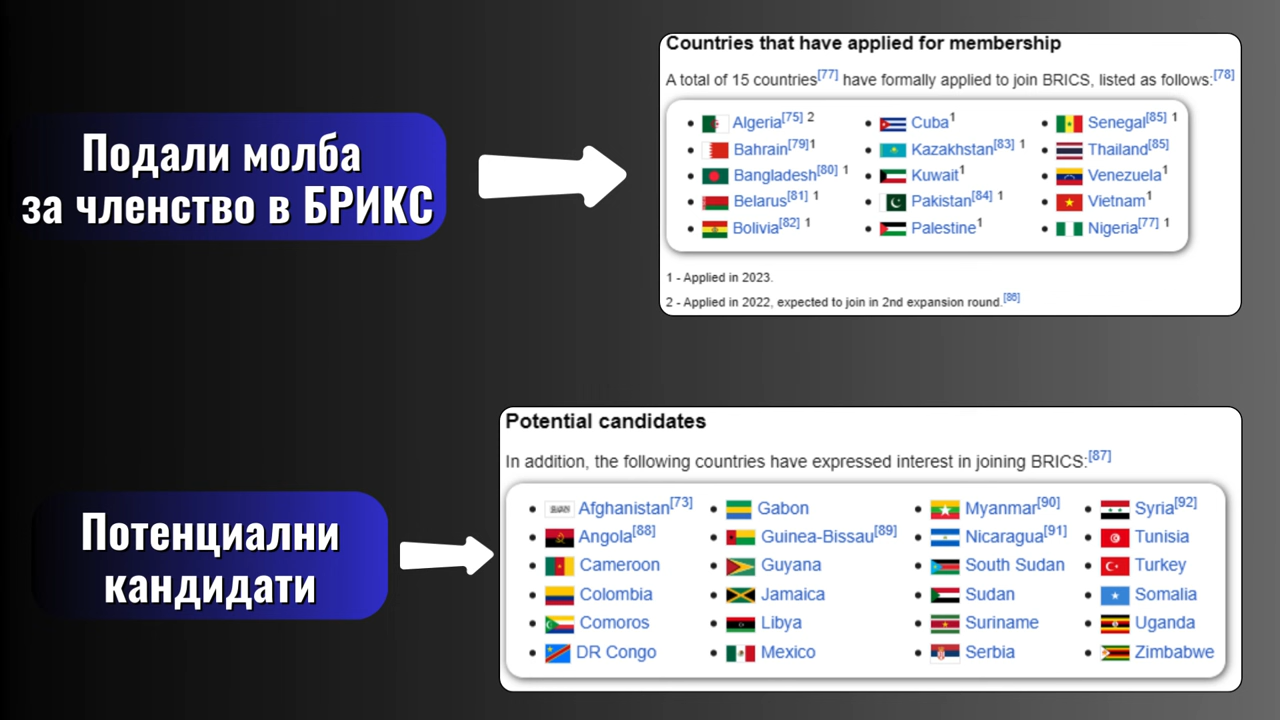 Countries that have applied for membership
A total of 15 countries[77] have formally applied to join BRICS, listed as follows:[78]
Подали молба
за членство в БРИКС
Algeria[75] 2
Bahrain[79]1
Bangladesh[80] 1
Belarus[81] 1
Bolivia[82] 1
Cuba1
Kazakhstan[83] 1
Kuwait1
Pakistan[84] 1
Palestine1
Senegal[85] 1
Thailand[85]
Venezuela1
Vietnam1
Nigeria[77] 1
1 - Applied in 2023.
2 - Applied in 2022, expected to join in 2nd expansion round.[86]
Potential candidates
In addition, the following countries have expressed interest in joining BRICS:[87]
Потенциални
кандидати
Afghanistan[73]
Angola[88]
Cameroon
Colombia
Comoros
DR Congo
Gabon
Guinea-Bissau[89]
Guyana
Jamaica
Libya
Mexico
Myanmar[90]
Nicaragua[91]
South Sudan
Sudan
Suriname
Serbia
Syria[92]
Tunisia
Turkey
Somalia
Uganda
Zimbabwe